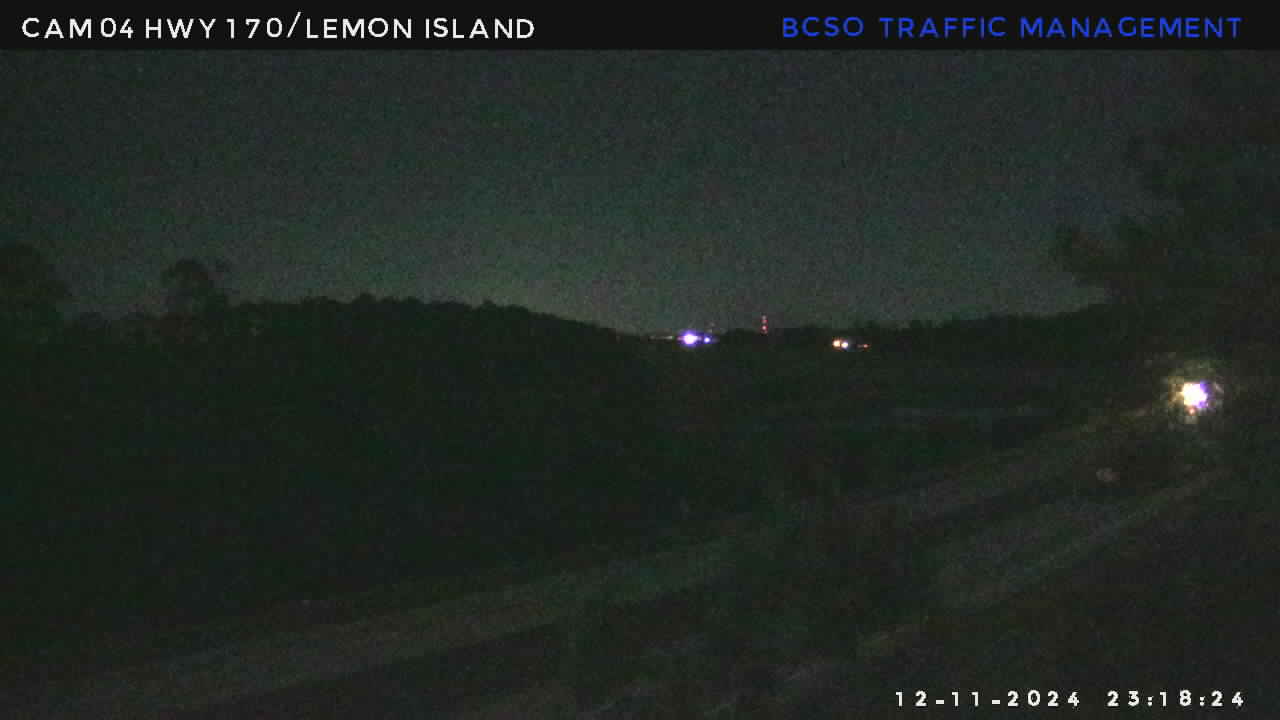 CAM04 HWY 170/LEMON ISLAND
BCSO TRAFFIC MANAGEMENT
12-11-2024 23:18:24